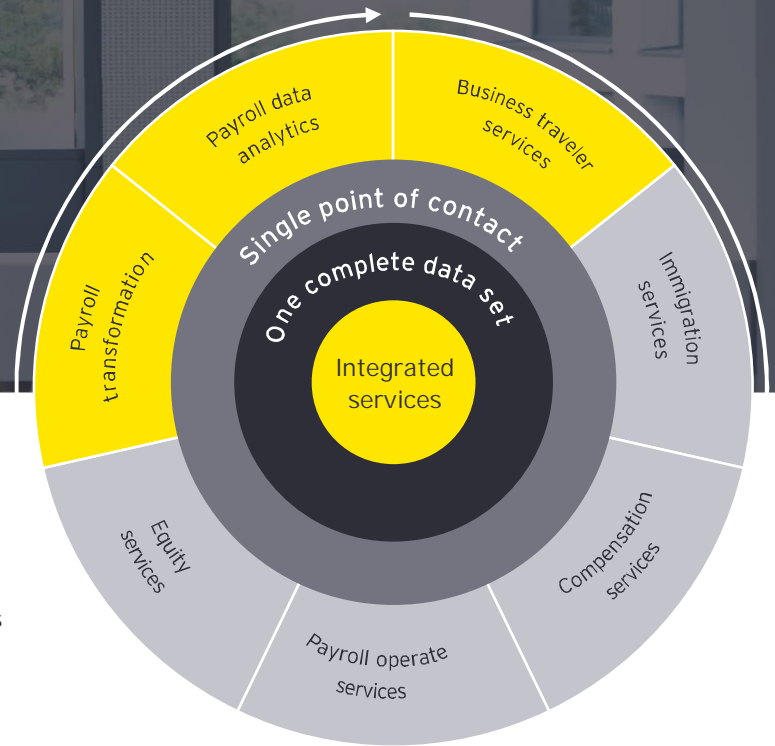 Payroll data
analytics
Business traveler
services
Immigration
services
Compensation
services
Payroll operate
services
Equity
services
Payroll
transformation
Single point of contact
One complete data set
Integrated
services
s